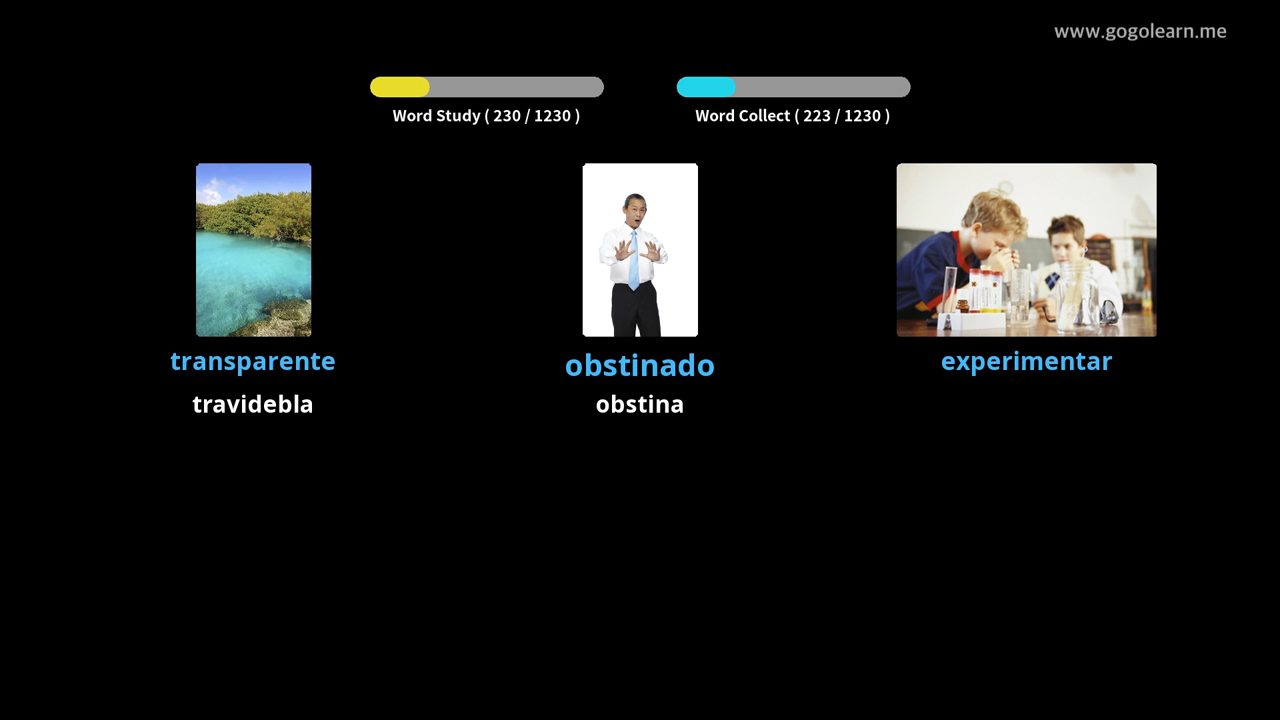 www.gogolearn.me
Word Study ( 230 / 1230 )
Word Collect ( 223 / 1230 )
transparente
obstinado
experimentar
travidebla
obstina